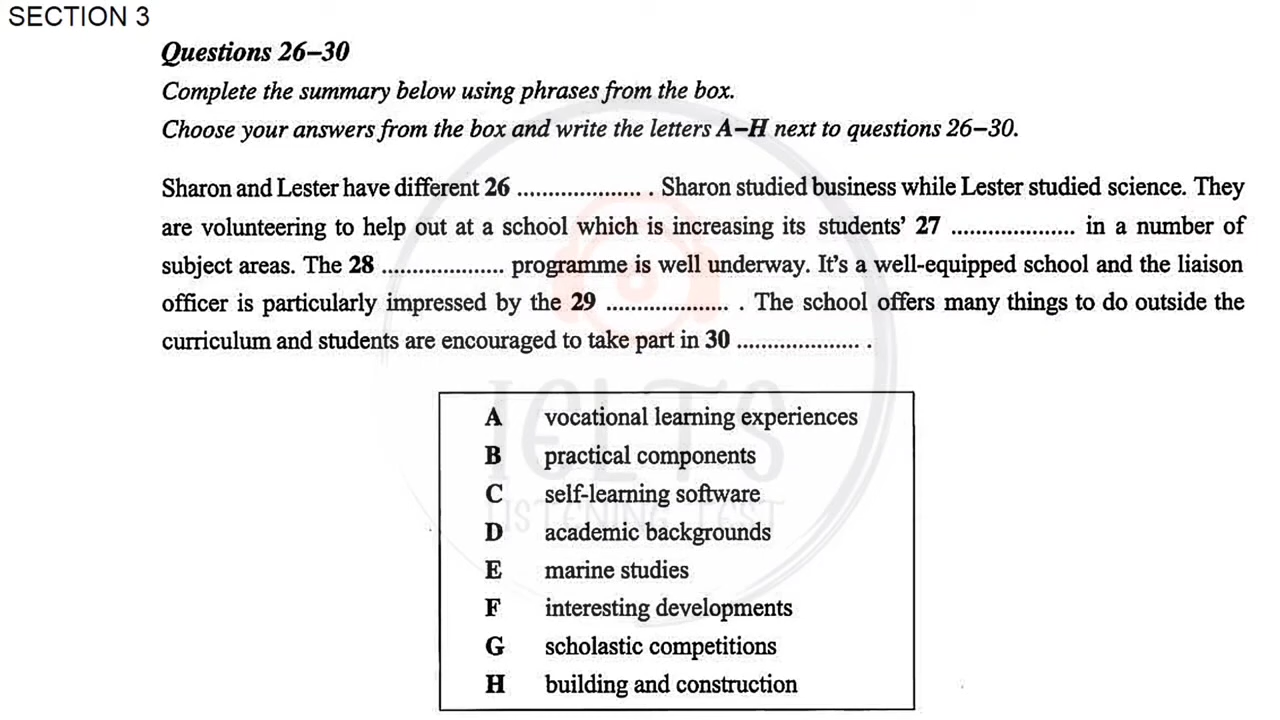 SECTION 3
Questions 26–30
Complete the summary below using phrases from the box.
Choose your answers from the box and write the letters A–H next to questions 26–30.
Sharon and Lester have different 26 ..................... . Sharon studied business while Lester studied science. They
are volunteering to help out at a school which is increasing its students' 27 .................... in a number of
subject areas. The 28 .................... programme is well underway. It's a well-equipped school and the liaison
officer is particularly impressed by the 29 .................... . The school offers many things to do outside the
curriculum and students are encouraged to take part in 30 .................... .
A vocational learning experiences
B practical components
C self-learning software
D academic backgrounds
E marine studies
F interesting developments
G scholastic competitions
H building and construction
IELTS
LISTENING TEST